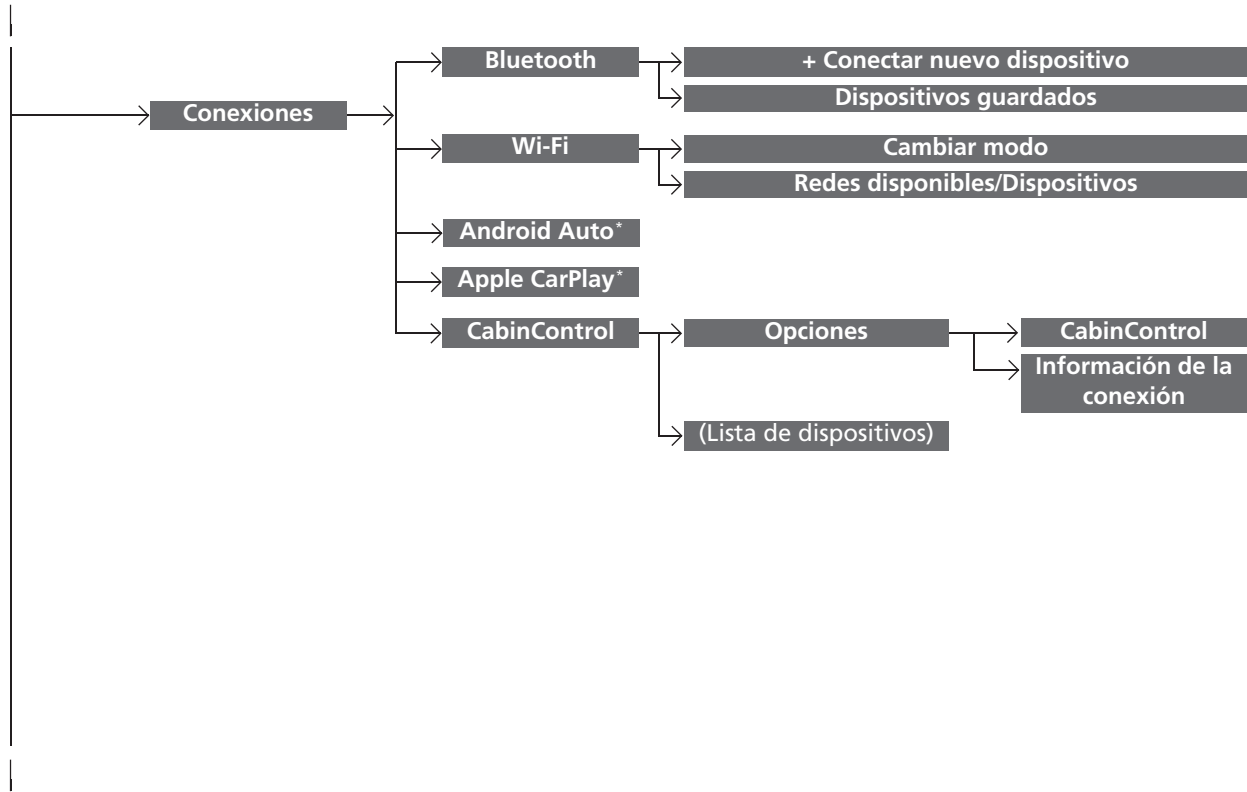 Conexiones
Bluetooth
+ Conectar nuevo dispositivo
Dispositivos guardados
Wi-Fi
Cambiar modo
Redes disponibles/Dispositivos
Android Auto*
Apple CarPlay*
CabinControl
Opciones
CabinControl
Información de la
conexión
(Lista de dispositivos)